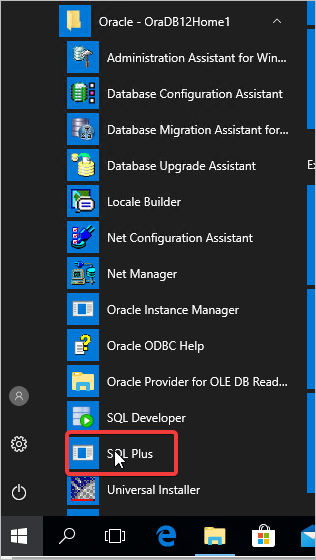 Oracle - OraDB12Home1
Administration Assistant for Win...
Database Configuration Assistant
Database Migration Assistant for...
Database Upgrade Assistant
Locale Builder
Net Configuration Assistant
Net Manager
Oracle Instance Manager
Oracle ODBC Help
Oracle Provider for OLE DB Read...
SQL Developer
SQL Plus
Universal Installer